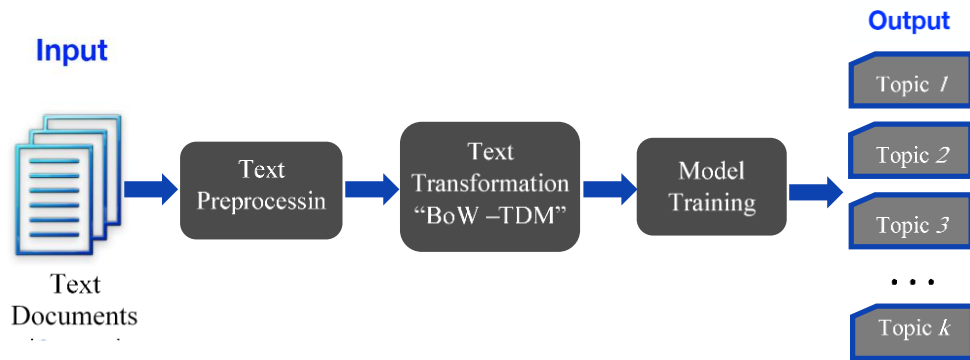 Input
Text
Documents
Text
Preprocessin
Text
Transformation
“BoW –TDM”
Model
Training
Output
Topic 1
Topic 2
Topic 3
...
Topic k